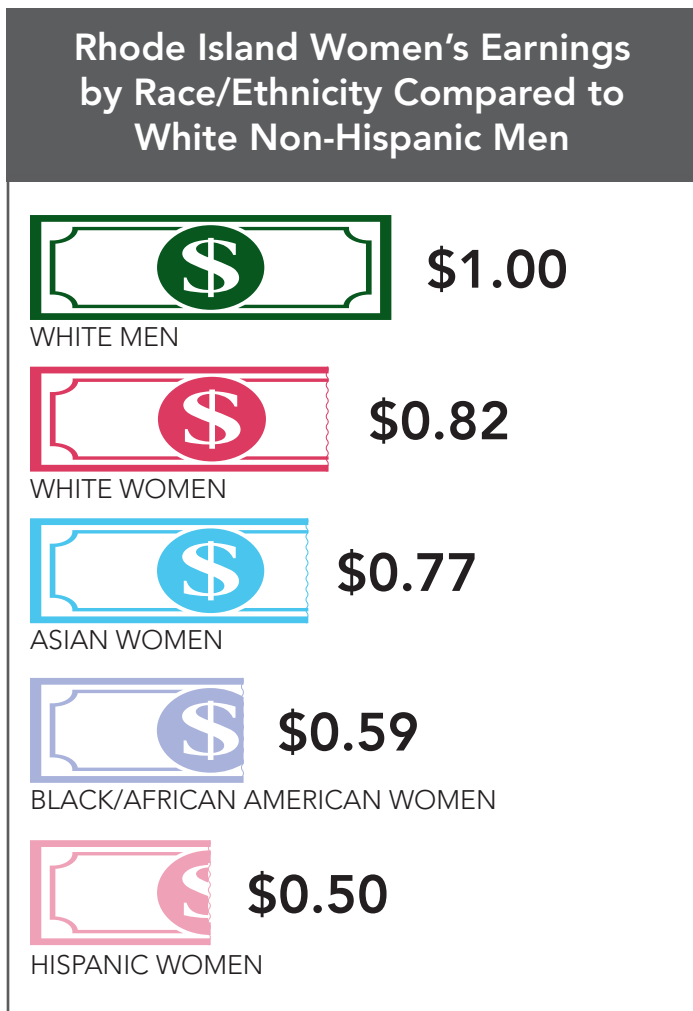 Rhode Island Women’s Earnings
by Race/Ethnicity Compared to
White Non-Hispanic Men
$
$1.00
WHITE MEN
$
$0.82
WHITE WOMEN
$
$0.77
ASIAN WOMEN
$
$0.59
BLACK/AFRICAN AMERICAN WOMEN
$
$0.50
HISPANIC WOMEN